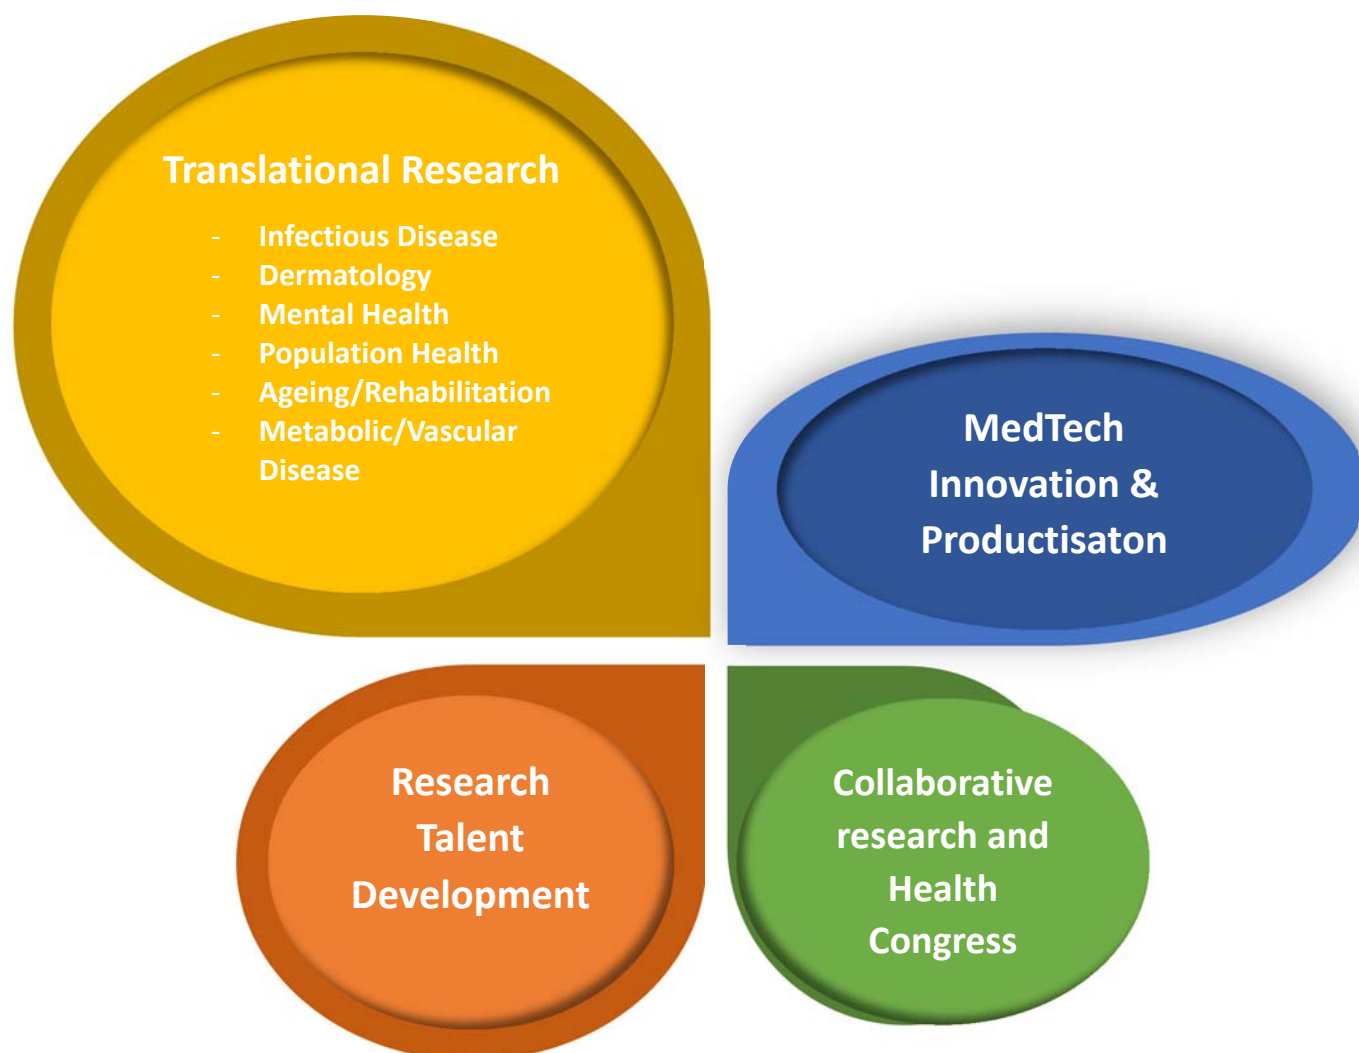 Translational Research
- Infectious Disease
- Dermatology
- Mental Health
- Population Health
- Ageing/Rehabilitation
- Metabolic/Vascular
Disease
MedTech
Innovation &
Productisaton
Research
Talent
Development
Collaborative
research and
Health
Congress